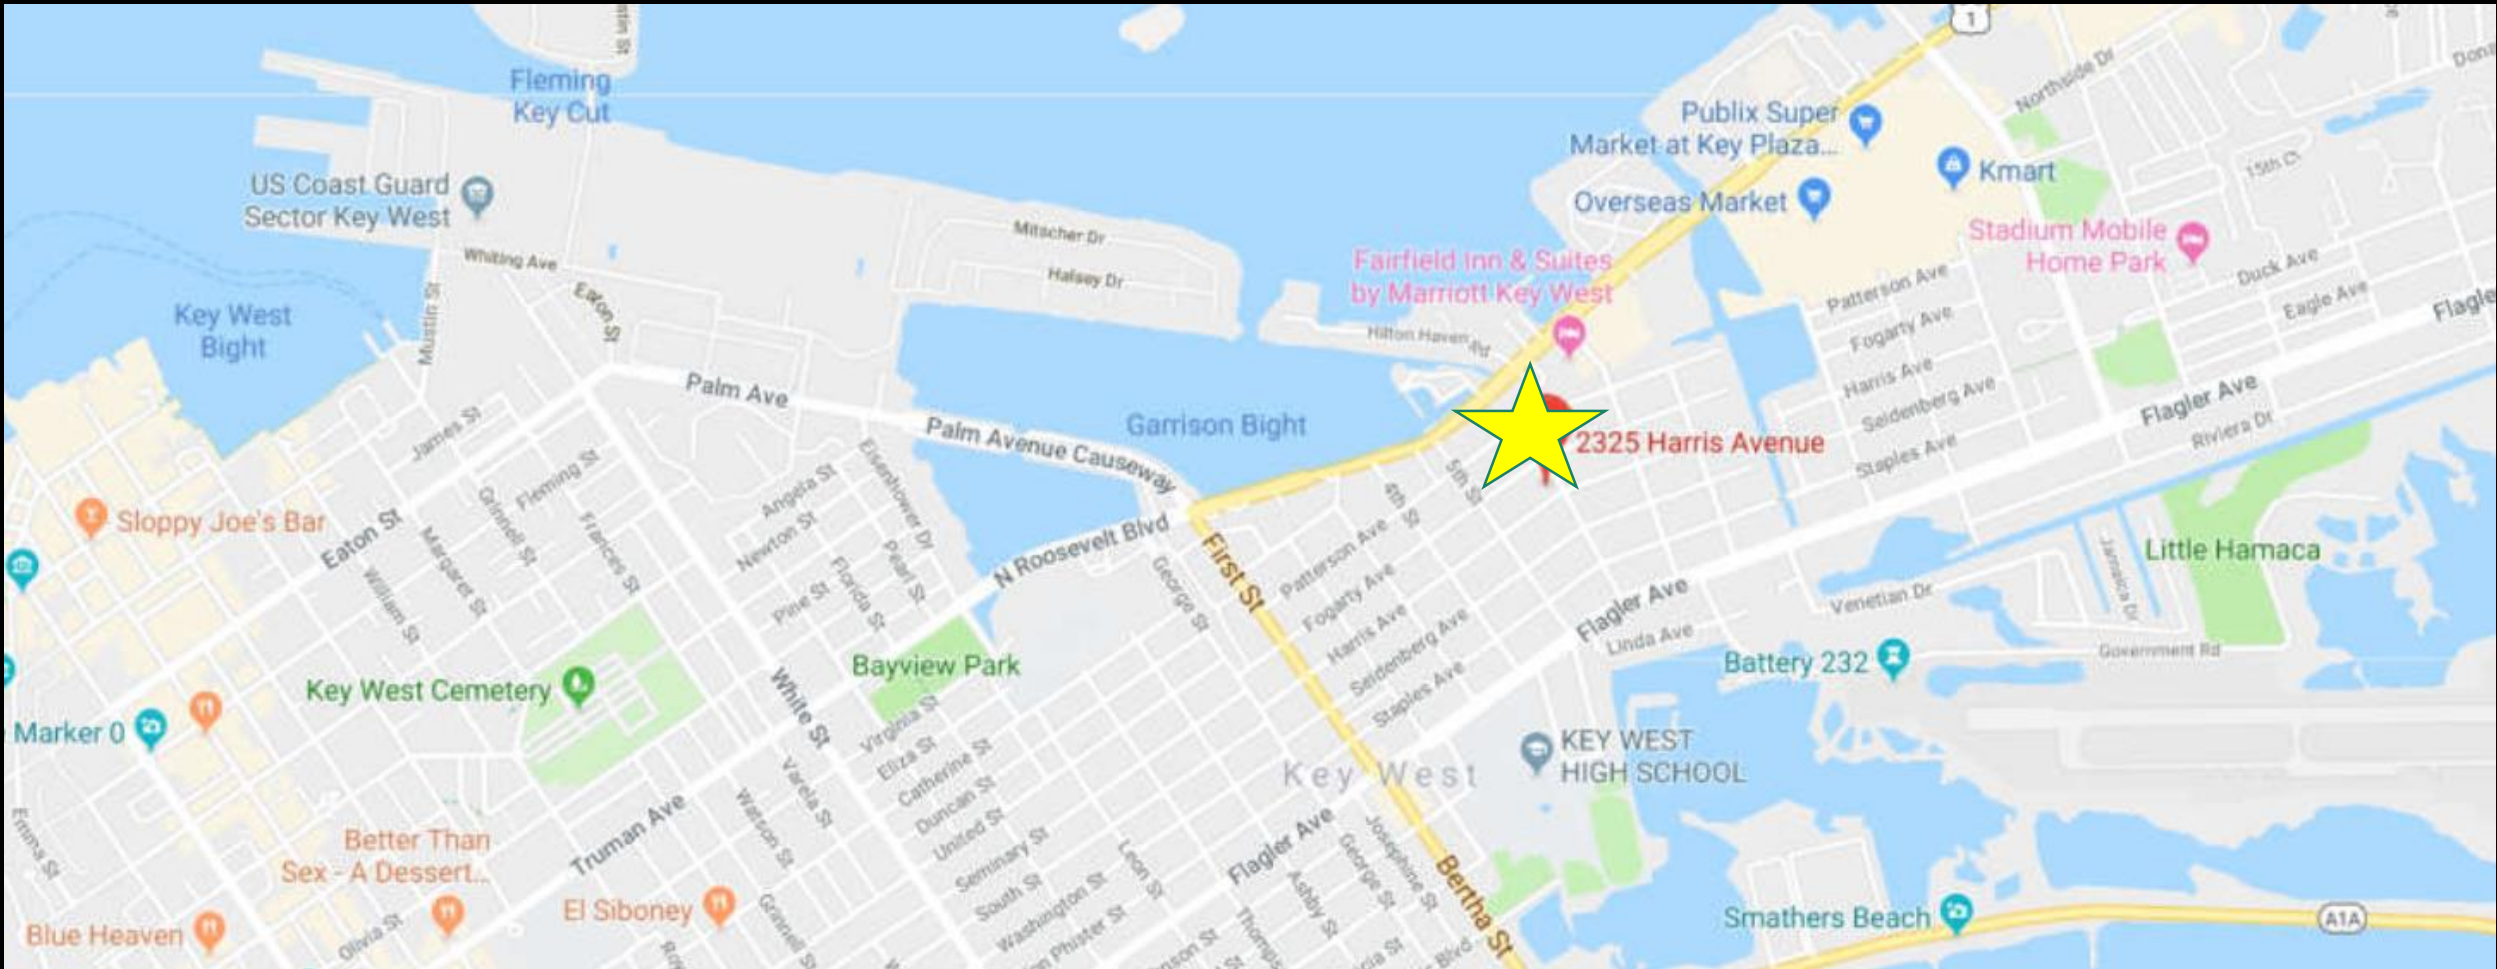 1
Northside Dr
Fleming
Key Cut
Publix Super
Market at Key Plaza...
Kmart
15th Ct
US Coast Guard
Sector Key West
Overseas Market
Mitscher Dr
Stadium Mobile
Home Park
Whiting Ave
Halsey Dr
Fairfield Inn & Suites
by Marriott Key West
Duck Ave
Eagle Ave
Patterson Ave
Eaton St
Mustin St
Key West
Bight
Hilton Haven Rd
Fogarty Ave
Harris Ave
Seidenberg Ave
Staples Ave
Palm Ave
Flagler Ave
Riviera Dr
Garrison Bight
Palm Avenue Causeway
2325 Harris Avenue
James St
Fleming St
Grinnell St
Frances St
Angela St
Newton St
Eisenhower Dr
4th St
5th St
Sloppy Joe's Bar
Eaton St
Margaret St
William St
Pine St
Florida St
Pearl St
N Roosevelt Blvd
George St
First St
Patterson Ave
Fogarty Ave
Harris Ave
Seidenberg Ave
Staples Ave
Flagler Ave
Linda Ave
Venetian Dr
Jamaica Dr
Little Hamaca
Government Rd
Battery 232
Key West Cemetery
Bayview Park
Marker 0
White St
Virginia St
Eliza St
Catherine St
Duncan St
United St
Seminary St
South St
Washington St
Key West
KEY WEST
HIGH SCHOOL
Varela St
Watson St
Truman Ave
Emma St
Better Than
Sex - A Dessert...
Leon St
Flagler Ave
George St
Josephine St
Ashby St
Bertha St
Blue Heaven
Olivia St
El Siboney
Grinnell St
Phister St
Blvd
Smathers Beach
A1A